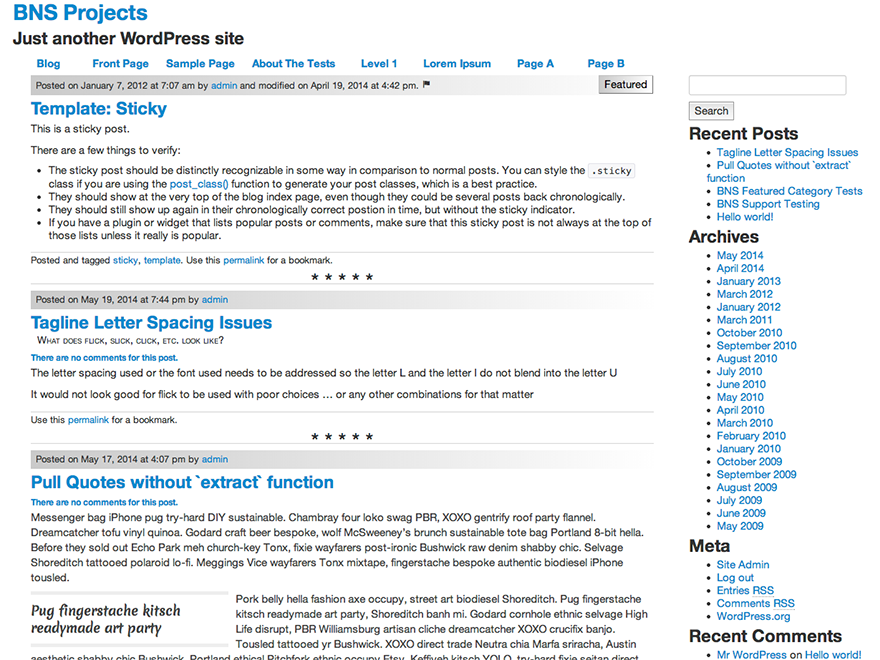 BNS Projects
Just another WordPress site
Blog Front Page Sample Page About The Tests Level 1 Lorem Ipsum Page A Page B
Posted on January 7, 2012 at 7:07 am by admin and modified on April 19, 2014 at 4:42 pm.
Featured
Template: Sticky
This is a sticky post.
There are a few things to verify:
• The sticky post should be distinctly recognizable in some way in comparison to normal posts. You can style the .sticky
class if you are using the post_class() function to generate your post classes, which is a best practice.
• They should show at the very top of the blog index page, even though they could be several posts back chronologically.
• They should still show up again in their chronologically correct postion in time, but without the sticky indicator.
• If you have a plugin or widget that lists popular posts or comments, make sure that this sticky post is not always at the top of
those lists unless it really is popular.
Posted and tagged sticky, template. Use this permalink for a bookmark.
* * * * *
Posted on May 19, 2014 at 7:44 pm by admin
Tagline Letter Spacing Issues
What does flick, slick, click, etc. look like?
There are no comments for this post.
The letter spacing used or the font used needs to be addressed so the letter L and the letter I do not blend into the letter U
It would not look good for flick to be used with poor choices … or any other combinations for that matter
Use this permalink for a bookmark.
* * * * *
Posted on May 17, 2014 at 4:07 pm by admin
Pull Quotes without `extract` function
There are no comments for this post.
Messenger bag iPhone pug try-hard DIY sustainable. Chambray four loko swag PBR, XOXO gentrify roof party flannel.
Dreamcatcher tofu vinyl quinoa. Godard craft beer bespoke, wolf McSweeney's brunch sustainable tote bag Portland 8-bit hella.
Before they sold out Echo Park meh church-key Tonx, fixie wayfarers post-ironic Bushwick raw denim shabby chic. Selvage
Shoreditch tattooed polaroid lo-fi. Meggings Vice wayfarers Tonx mixtape, fingerstache bespoke authentic biodiesel iPhone
tousled.
Pug fingerstache kitsch
readymade art party
Pork belly hella fashion axe occupy, street art biodiesel Shoreditch. Pug fingerstache
kitsch readymade art party, Shoreditch banh mi. Godard cornhole ethnic selvage High
Life disrupt, PBR Williamsburg artisan cliche dreamcatcher XOXO crucifix banjo.
Tousled tattooed yr Bushwick. XOXO direct trade Neutra chia Marfa sriracha, Austin
aesthetic shabby chic Bushwick. Portland ethical Pitchfork ethnic occupy Etsy. Keffiyeh kitsch YOLO, try-hard fixie seitan direct
Search
Recent Posts
• Tagline Letter Spacing Issues
• Pull Quotes without `extract`
function
• BNS Featured Category Tests
• BNS Support Testing
• Hello world!
Archives
• May 2014
• April 2014
• January 2013
• March 2012
• January 2012
• March 2011
• October 2010
• September 2010
• August 2010
• July 2010
• June 2010
• May 2010
• April 2010
• March 2010
• February 2010
• January 2010
• October 2009
• September 2009
• August 2009
• July 2009
• June 2009
• May 2009
Meta
• Site Admin
• Log out
• Entries RSS
• Comments RSS
• WordPress.org
Recent Comments
• Mr WordPress on Hello world!